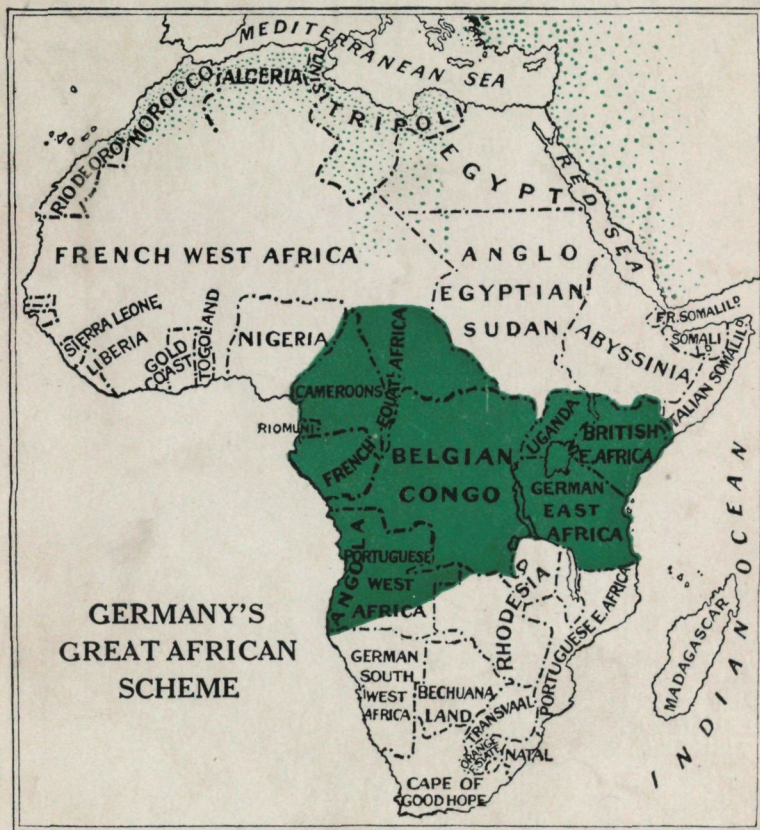 MEDITERRANEAN SEA
MOROCCO
ALGERIA
TUNIS
TRIPOLI
EGYPT
RIO DE ORO
RED SEA
FRENCH WEST AFRICA
ANGLO
EGYPTIAN
SUDAN
FR. SOMALILD
SOMALI
LD
ABYSSINIA
ITALIAN SOMALILD
SIERRA LEONE
LIBERIA
GOLD
COAST
TOGOLAND
NIGERIA
CAMEROONS
FRENCH EQUAT. AFRICA
RIO MUNI
UGANDA
BRITISH
E. AFRICA
BELGIAN
CONGO
GERMAN
EAST
AFRICA
ANGOLA
PORTUGUESE
WEST
AFRICA
RHODESIA
PORTUGUESE E. AFRICA
MADAGASCAR
INDIAN OCEAN
GERMANY'S
GREAT AFRICAN
SCHEME
GERMAN
SOUTH
WEST
AFRICA
BECHUANA
LAND
TRANSVAAL
ORANGE
NATAL
CAPE OF
GOOD HOPE